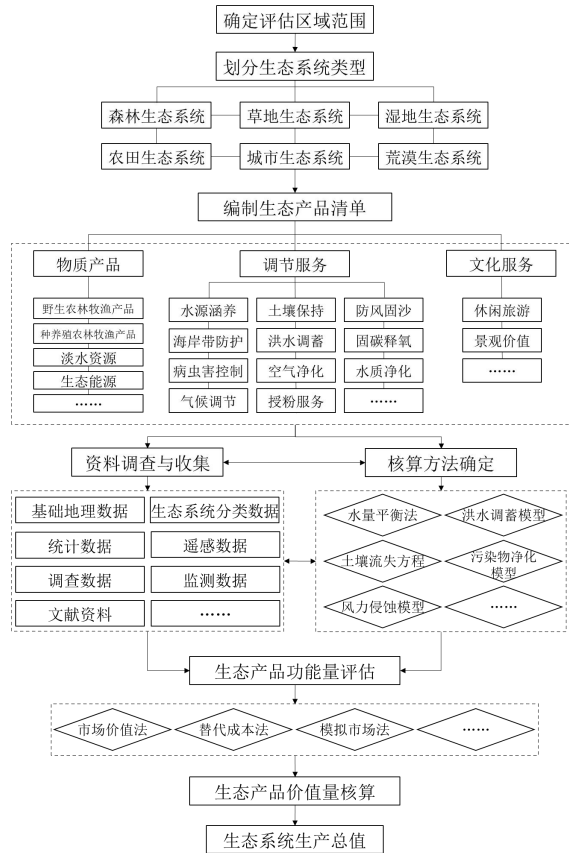 确定评估区域范围
划分生态系统类型
森林生态系统
草地生态系统
湿地生态系统
农田生态系统
城市生态系统
荒漠生态系统
编制生态产品清单
物质产品
调节服务
文化服务
野生农林牧渔产品
种养殖农林牧渔产品
淡水资源
生态能源
……
水源涵养
土壤保持
防风固沙
海岸带防护
洪水调蓄
固碳释氧
病虫害控制
空气净化
水质净化
气候调节
授粉服务
……
休闲旅游
景观价值
……
资料调查与收集
核算方法确定
基础地理数据
生态系统分类数据
统计数据
遥感数据
调查数据
监测数据
文献资料
……
水量平衡法
洪水调蓄模型
土壤流失方程
污染物净化
模型
风力侵蚀模型
……
生态产品功能量评估
市场价值法
替代成本法
模拟市场法
……
生态产品价值量核算
生态系统生产总值